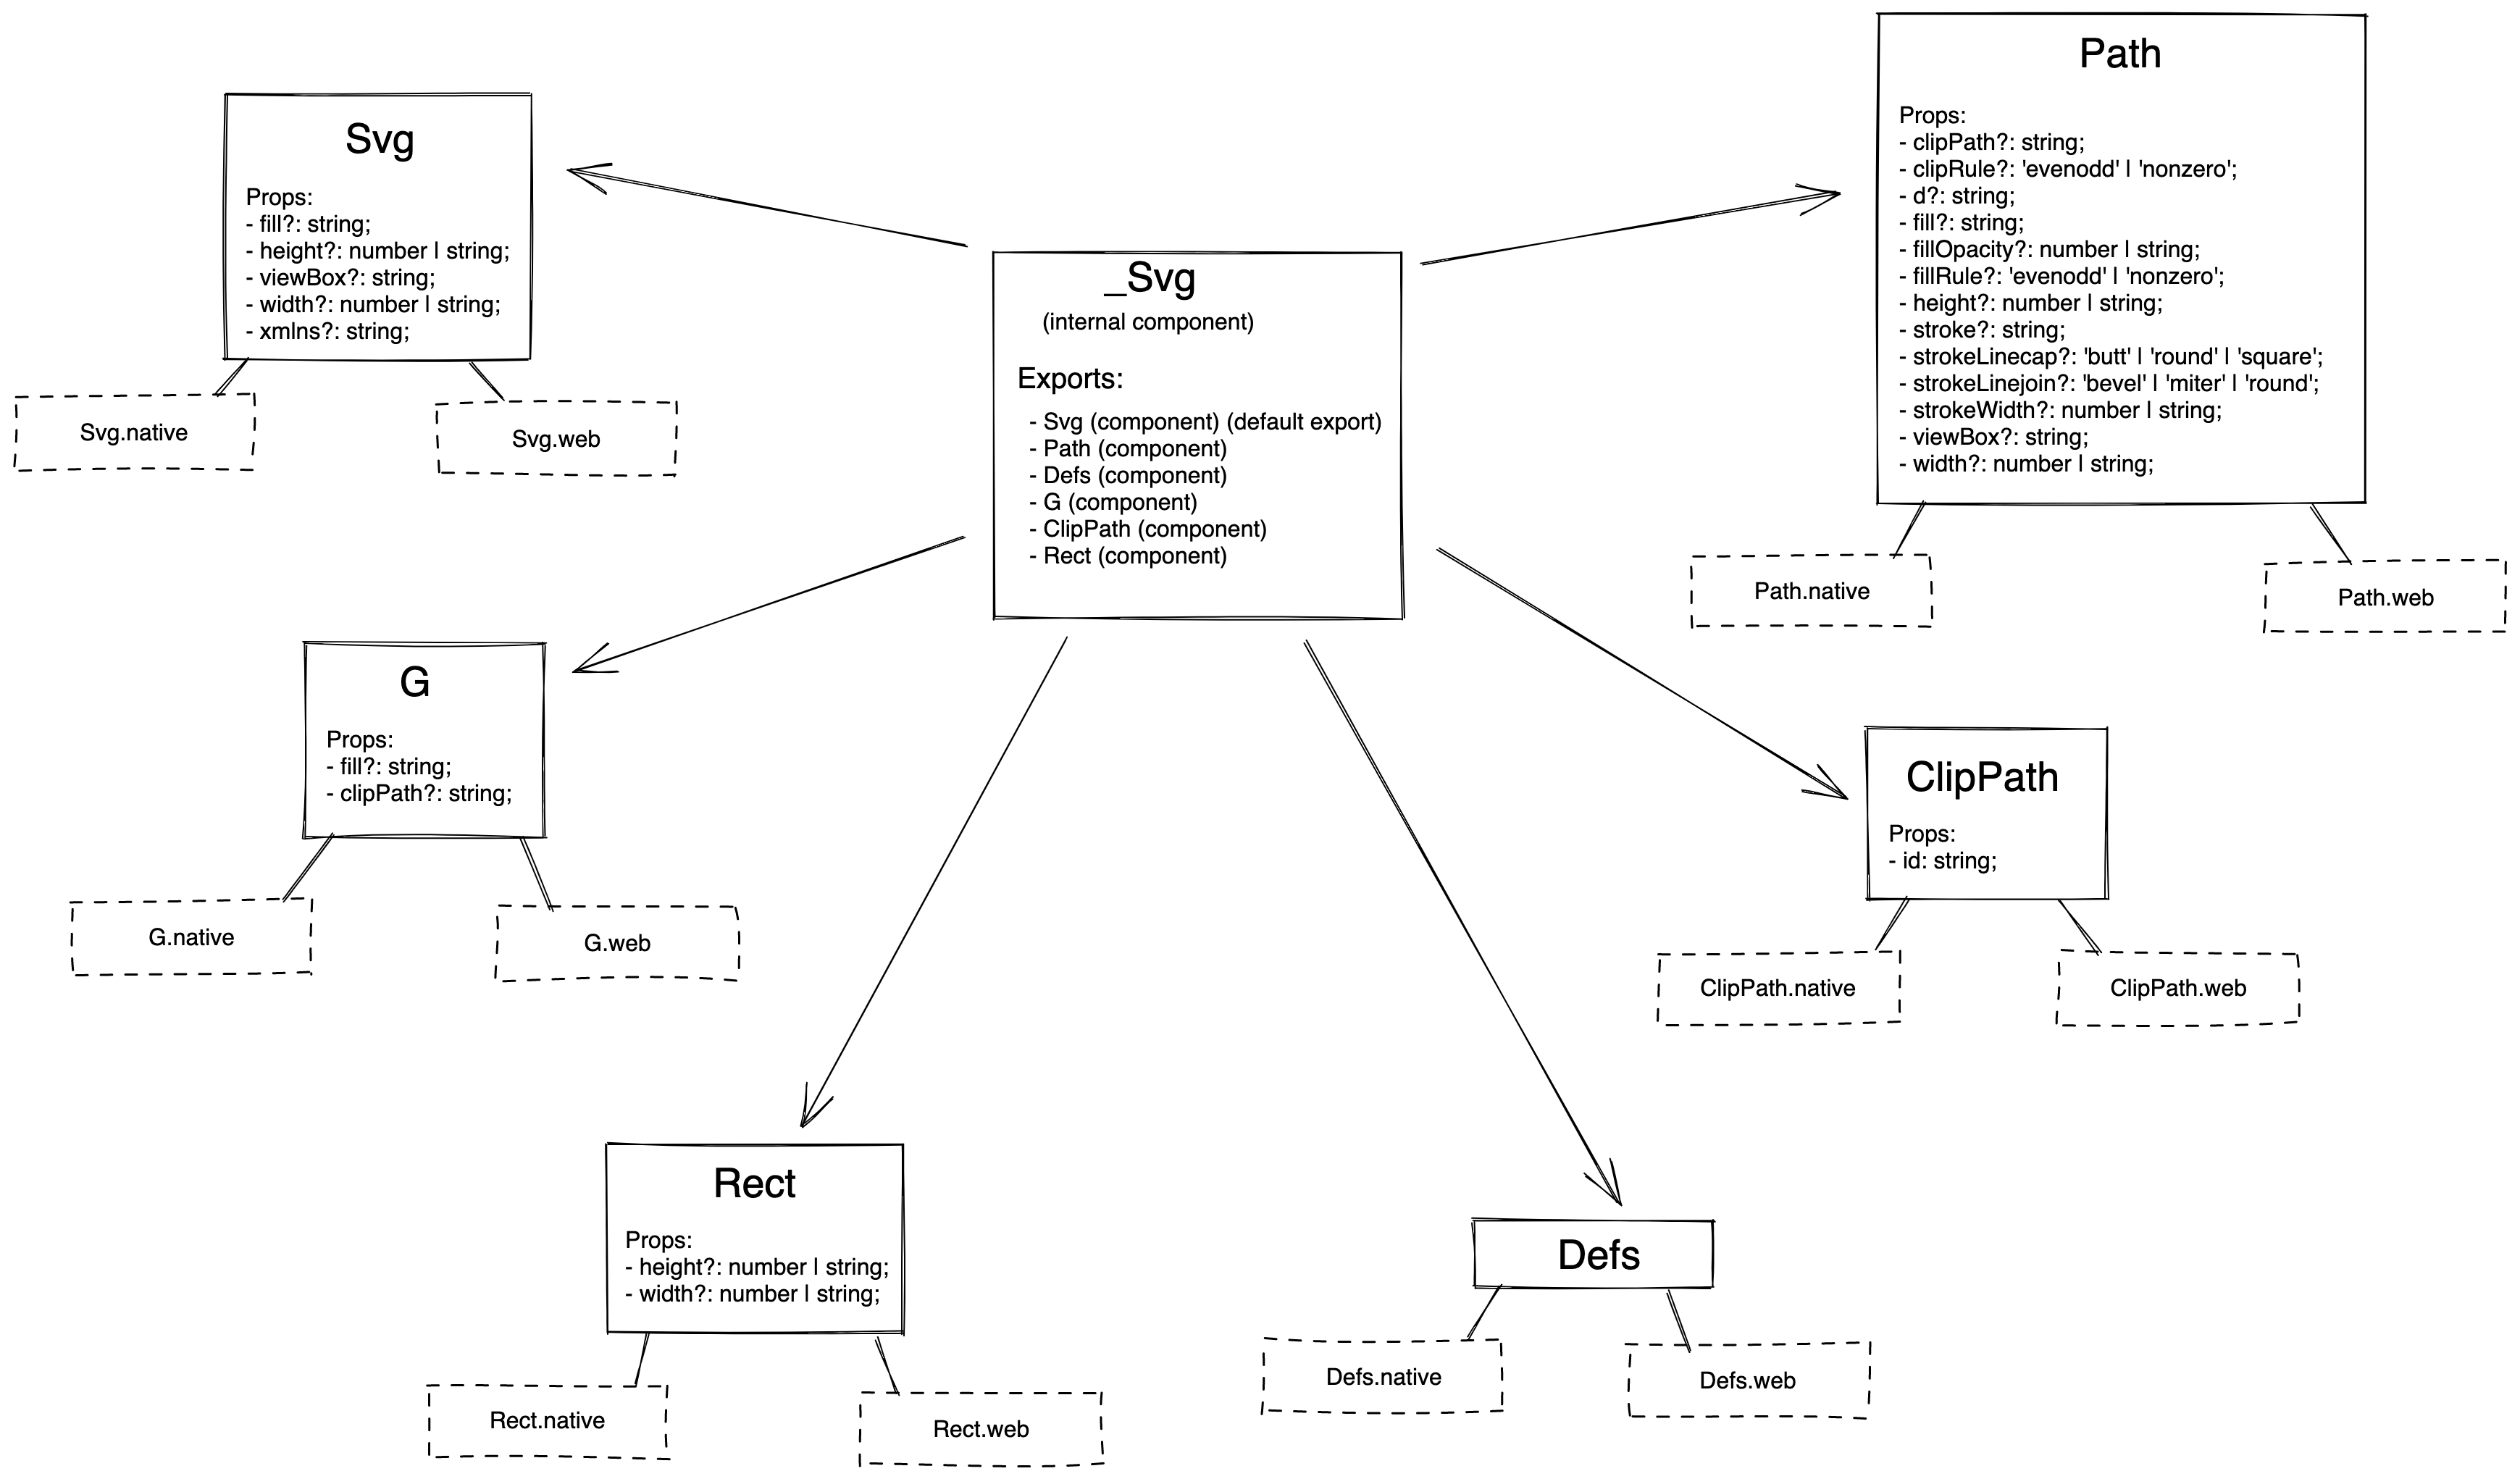 Path
Props:
- clipPath?: string;
- clipRule?: 'evenodd' | 'nonzero';
- d?: string;
- fill?: string;
- fillOpacity?: number | string;
- fillRule?: 'evenodd' | 'nonzero';
- height?: number | string;
- stroke?: string;
- strokeLinecap?: 'butt' | 'round' | 'square';
- strokeLinejoin?: 'bevel' | 'miter' | 'round';
- strokeWidth?: number | string;
- viewBox?: string;
- width?: number | string;
Path.native
Path.web
Svg
Props:
- fill?: string;
- height?: number | string;
- viewBox?: string;
- width?: number | string;
- xmlns?: string;
Svg.native
Svg.web
_Svg
(internal component)
Exports:
- Svg (component) (default export)
- Path (component)
- Defs (component)
- G (component)
- ClipPath (component)
- Rect (component)
G
Props:
- fill?: string;
- clipPath?: string;
G.native
G.web
ClipPath
Props:
- id: string;
ClipPath.native
ClipPath.web
Rect
Props:
- height?: number | string;
- width?: number | string;
Rect.native
Rect.web
Defs
Defs.native
Defs.web